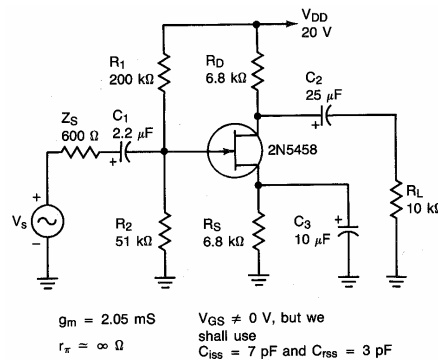 VDD
20 V
R1
200 kΩ
RD
6.8 kΩ
C2
25 μF
+
ZS
600 Ω
C1
2.2 μF
+
2N5458
+
Vs
−
R2
51 kΩ
RS
6.8 kΩ
C3
10 μF
+
RL
10 kΩ
gm = 2.05 mS
rπ ≃ ∞ Ω
VGS ≠ 0 V, but we
shall use
Ciss = 7 pF and Crss = 3 pF